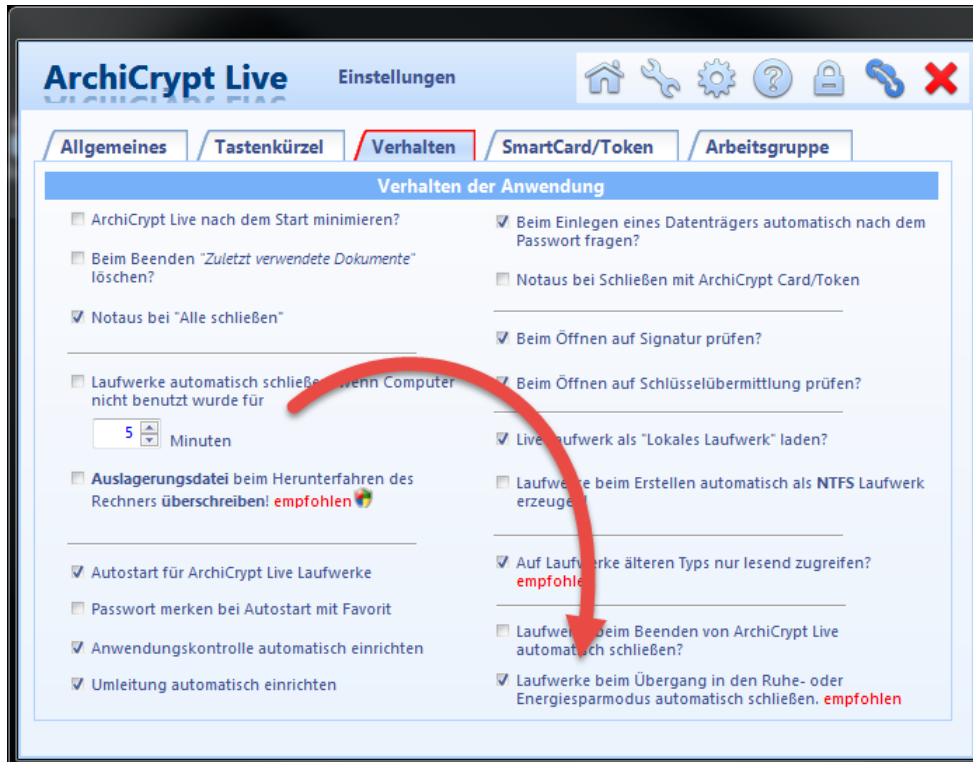 ArchiCrypt Live
Einstellungen
Allgemeines
Tastenkürzel
Verhalten
SmartCard/Token
Arbeitsgruppe
Verhalten der Anwendung
ArchiCrypt Live nach dem Start minimieren?
Beim Beenden "Zuletzt verwendete Dokumente"
löschen?
Notaus bei "Alle schließen"
Laufwerke automatisch wenn Computer
nicht benutzt wurde für
5 Minuten
Auslagerungsdatei beim Herunterfahren des
Rechners überschreiben! empfohlen
Autostart für ArchiCrypt Live Laufwerke
Passwort merken bei Autostart mit Favorit
Anwendungskontrolle automatisch einrichten
Umleitung automatisch einrichten
Beim Einlegen eines Datenträgers automatisch nach dem
Passwort fragen?
Notaus bei Schließen mit ArchiCrypt Card/Token
Beim Öffnen auf Signatur prüfen?
Beim Öffnen auf Schlüsselübermittlung prüfen?
Live Laufwerk als "Lokales Laufwerk" laden?
Laufwerke beim Erstellen automatisch als NTFS Laufwerk
Auf Laufwerke älteren Typs nur lesend zugreifen?
empfohlen
Laufwerke beim Beenden von ArchiCrypt Live
automatisch schließen?
Laufwerke beim Übergang in den Ruhe- oder
Energiesparmodus automatisch schließen. empfohlen